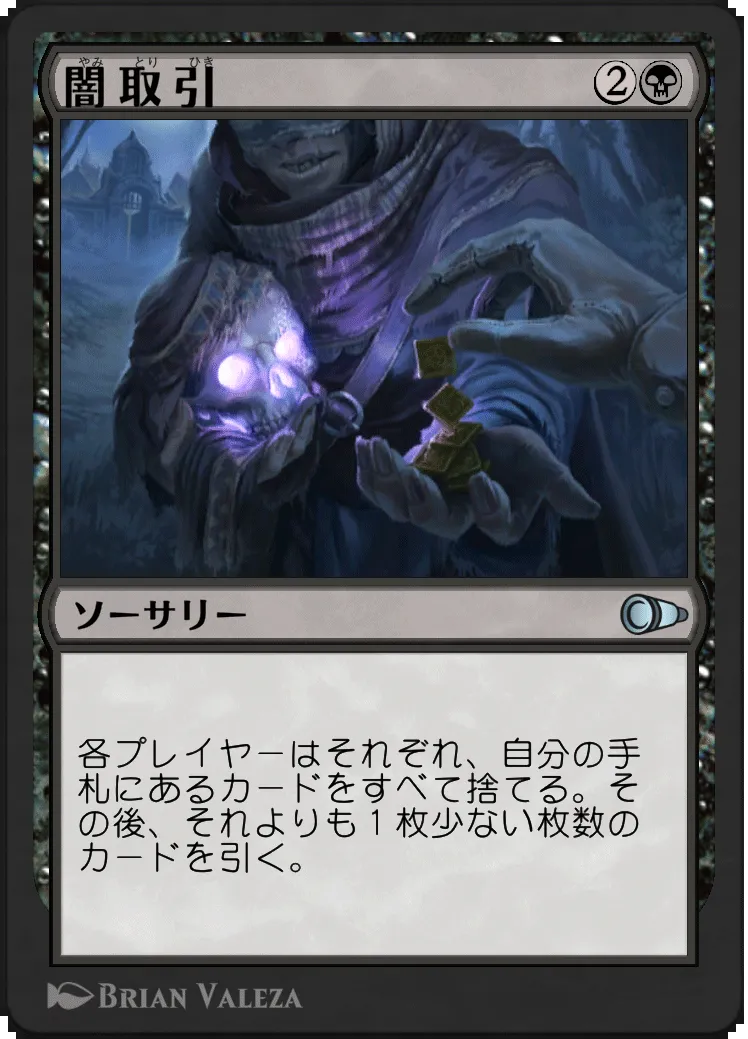 闇取引
やみ とり ひき
2
ソーサリー
各プレイヤーはそれぞれ、自分の手
札にあるカードをすべて捨てる。そ
の後、それよりも１枚少ない枚数の
カードを引く。
BRIAN VALEZA